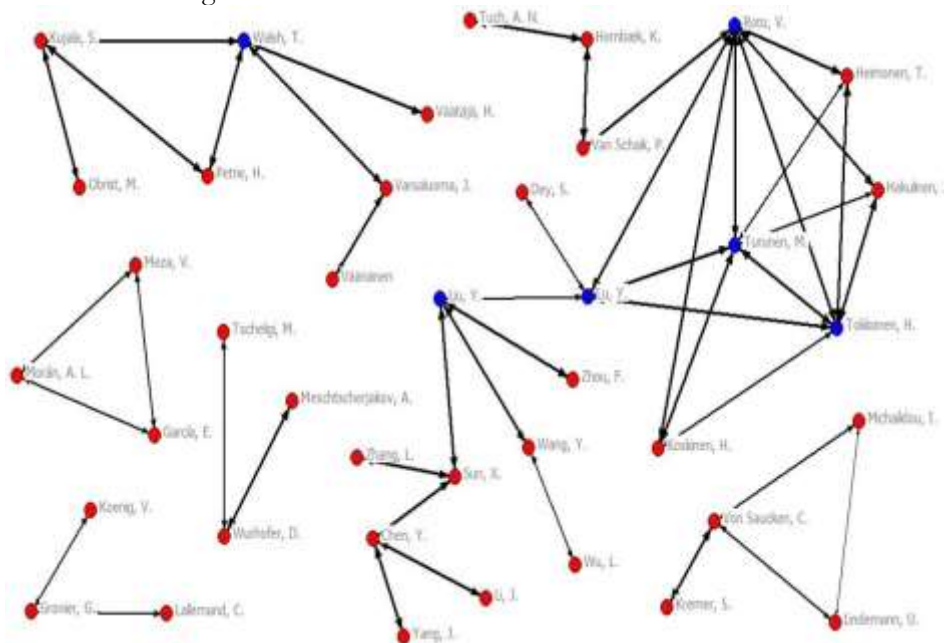 Tuch, A. N.
Roto, V.
Kujala, S.
Walsh, T.
Hornbæk, K.
Heimonen, T.
Väätäjä, H.
Van Schaik, P.
Obrist, M.
Petrie, H.
Varsaluoma, J.
Dey, S.
Hakulinen, J.
Turunen, M.
Meza, V.
Väänänen
Liu, Y.
Tokkonen, H.
Tscheligi, M.
Morán, A. L.
Zhou, F.
Meschtscherjakov, A.
Michailidou, I.
García, E.
Wang, Y.
Koskinen, H.
Zhang, L.
Sun, X.
Koenig, V.
Von Saucken, C.
Wurhofer, D.
Chen, Y.
Wu, L.
Li, J.
Kremer, S.
Gronier, G.
Lallemand, C.
Lindemann, U.
Yang, J.